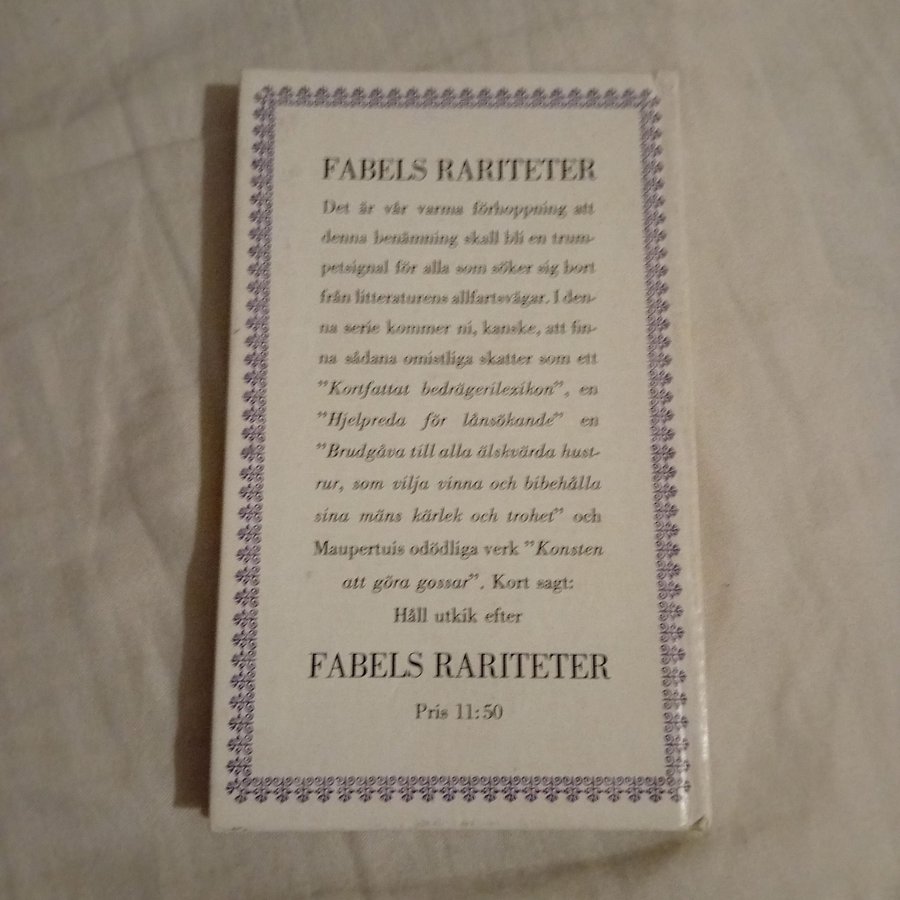 FABELS RARITETER
Det är vår varma förhoppning att
denna benämning skall bli en trum-
petsignal för alla som söker sig bort
från litteraturens allfartsvägar. I den-
na serie kommer ni, kanske, att fin-
na sådana omistliga skatter som ett
”Kortfattat bedrägerilexikon”, en
”Hjelpreda för lånsökande” en
”Brudgåva till alla älskvärda hust-
rur, som vilja vinna och bibehålla
sina mäns kärlek och trohet” och
Maupertuis odödliga verk ”Konsten
att göra gossar”. Kort sagt:
Håll utkik efter
FABELS RARITETER
Pris 11:50